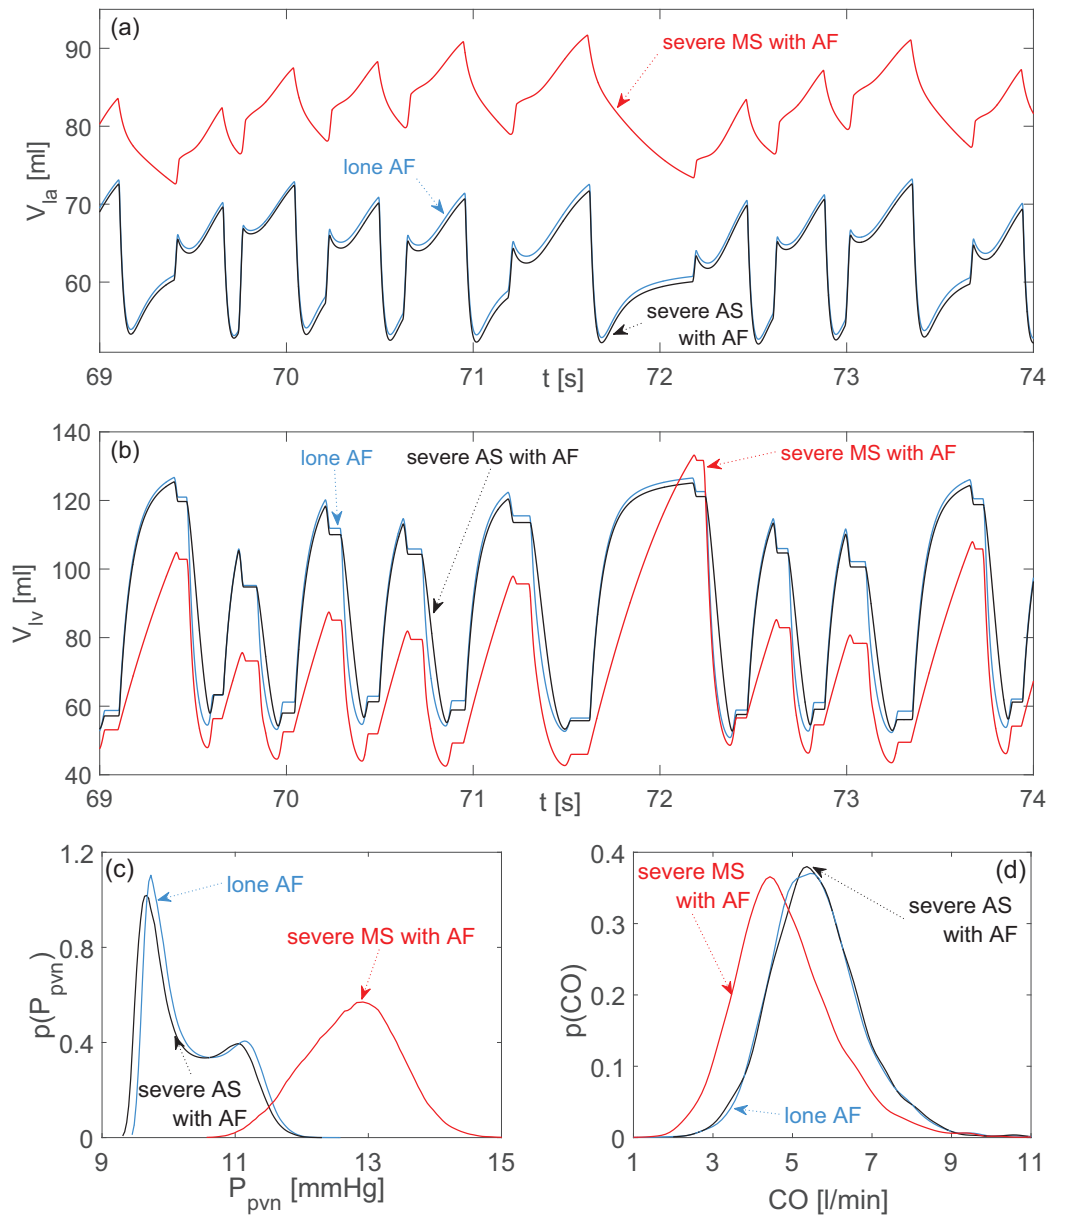 (a)
severe MS with AF
lone AF
severe AS
with AF
V_la [ml]
90
80
70
60
69
70
71
72
73
74
t [s]
(b)
lone AF
severe AS with AF
severe MS with AF
V_lv [ml]
140
120
100
80
60
40
69
70
71
72
73
74
t [s]
(c)
lone AF
severe MS with AF
severe AS
with AF
p(P_pvn)
1.2
0.8
0.4
0
9
11
13
15
P_pvn [mmHg]
(d)
severe MS
with AF
severe AS
with AF
lone AF
p(CO)
0.4
0.3
0.2
0.1
0
1
3
5
7
9
11
CO [l/min]